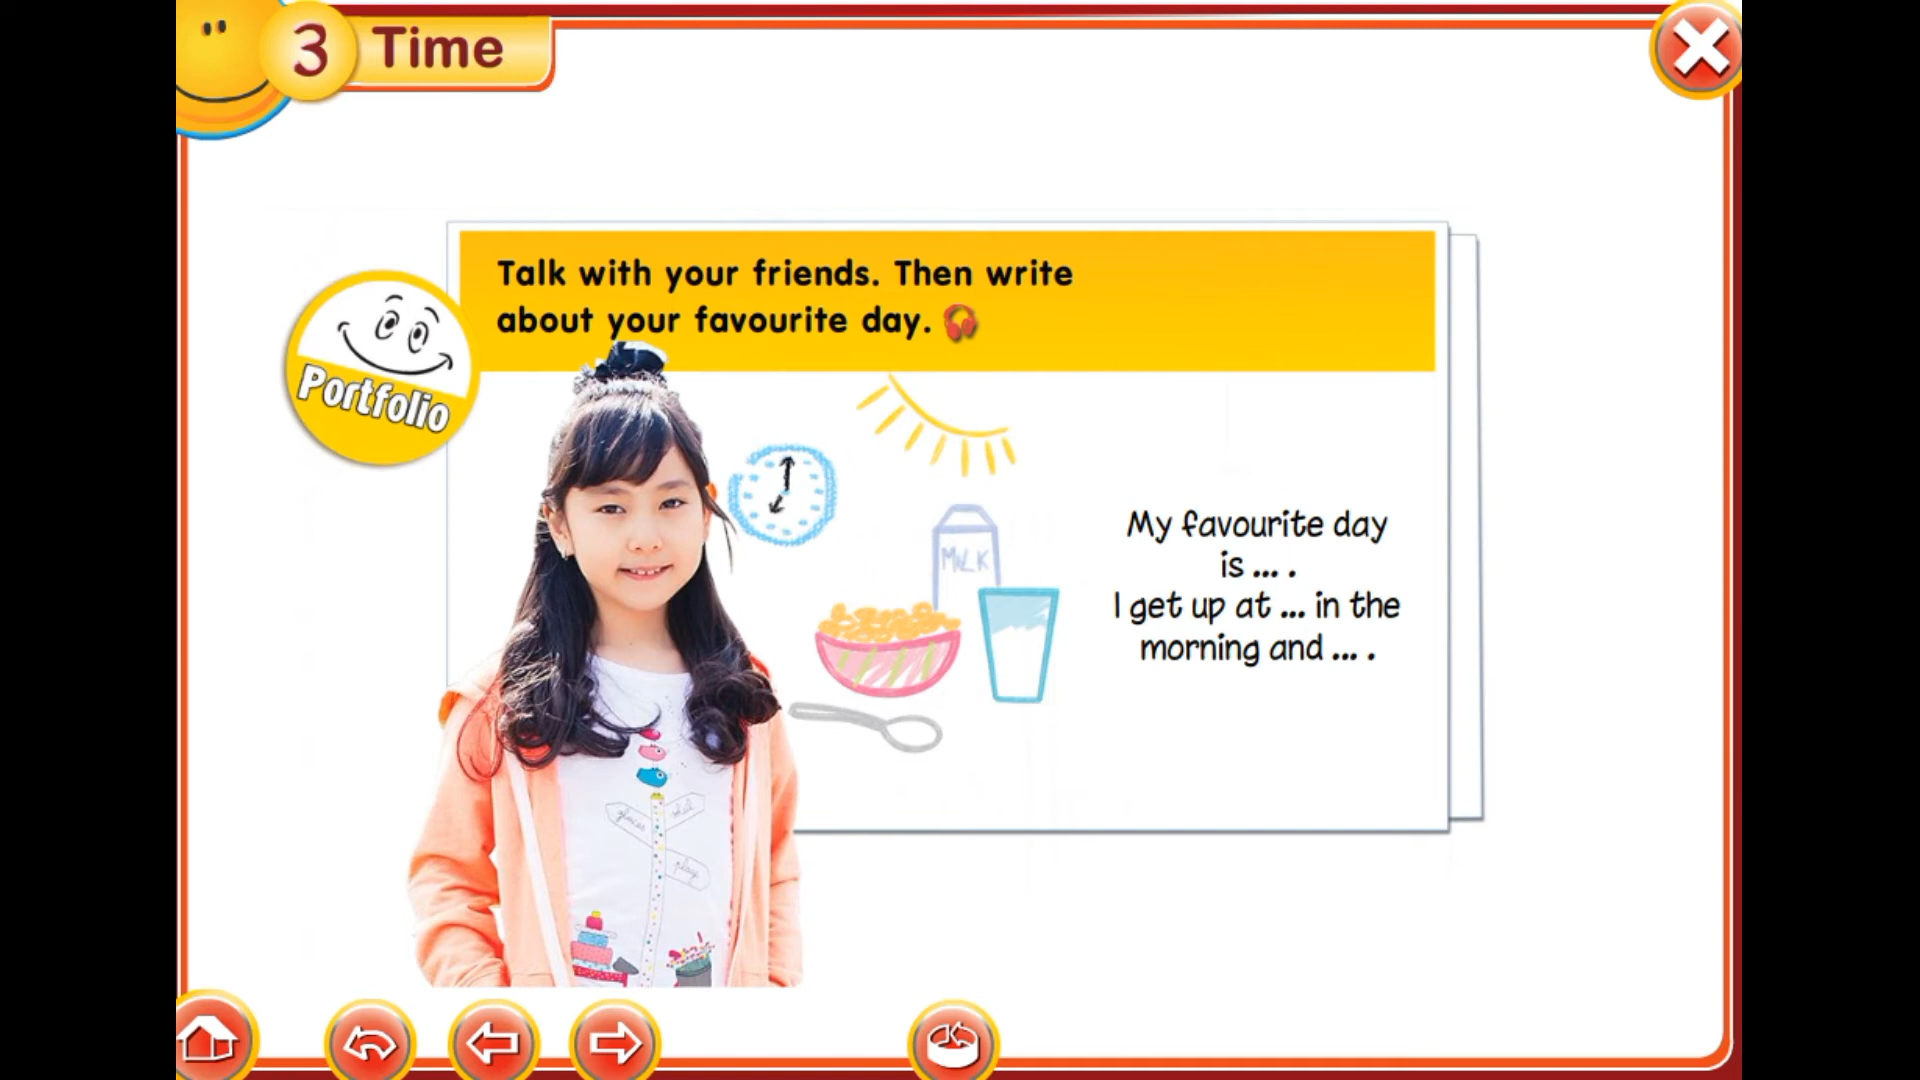 3 Time
Talk with your friends. Then write
about your favourite day.
Portfolio
MILK
My favourite day
is ... .
I get up at ... in the
morning and ... .
play